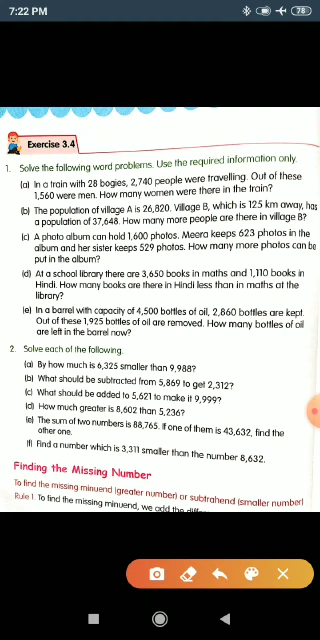 7:22 PM
78
Exercise 3.4
1. Solve the following word problems. Use the required information only.
(a) In a train with 28 bogies, 2,740 people were travelling. Out of these
1,560 were men. How many women were there in the train?
(b) The population of village A is 26,820. Village B, which is 125 km away, has
a population of 37,648. How many more people are there in village B?
(c) A photo album can hold 1,600 photos. Meera keeps 623 photos in the
album and her sister keeps 529 photos. How many more photos can be
put in the album?
(d) At a school library there are 3,650 books in maths and 1,110 books in
Hindi. How many books are there in Hindi less than in maths at the
library?
(e) In a barrel with capacity of 4,500 bottles of oil, 2,860 bottles are kept.
Out of these 1,925 bottles of oil are removed. How many bottles of oil
are left in the barrel now?
2. Solve each of the following.
(a) By how much is 6,325 smaller than 9,988?
(b) What should be subtracted from 5,869 to get 2,312?
(c) What should be added to 5,621 to make it 9,999?
(d) How much greater is 8,602 than 5,236?
(e) The sum of two numbers is 88,765. If one of them is 43,632, find the
other one.
(f) Find a number which is 3,311 smaller than the number 8,632.
Finding the Missing Number
To find the missing minuend (greater number) or subtrahend (smaller number)
Rule 1. To find the missing minuend, we add the